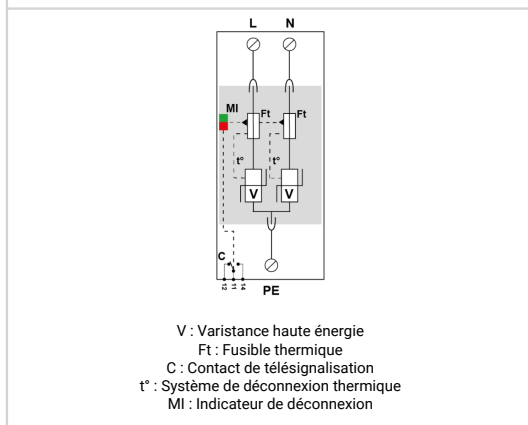 L N
MI Ft Ft
t° t°
V V
C
12 11 14
PE
V : Varistance haute énergie
Ft : Fusible thermique
C : Contact de télésignalisation
t° : Système de déconnexion thermique
MI : Indicateur de déconnexion